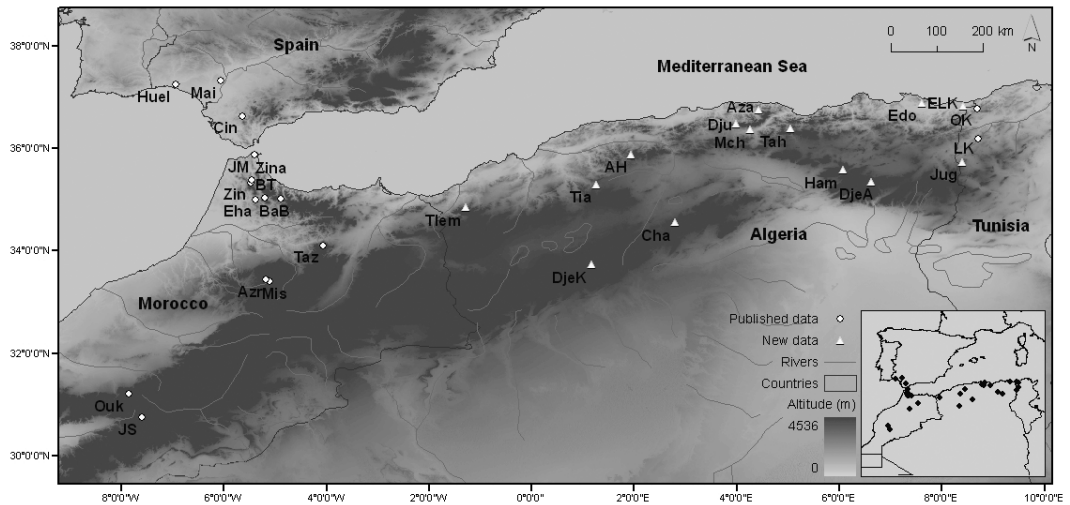 38°0'0"N
36°0'0"N
34°0'0"N
32°0'0"N
30°0'0"N
Spain
Huel
Mai
Cin
0 100 200 km
N
Mediterranean Sea
JM
Zina
Zin
BT
Eha
BaB
Taz
Azr
Mis
Morocco
Ouk
JS
Tlem
Tia
AH
DjeK
Cha
Aza
Dju
Mch
Tah
Ham
DjeA
Algeria
Edo
ELK
OK
LK
Jug
Tunisia
Published data
New data
Rivers
Countries
Altitude (m)
4536
0
8°0'0"W 6°0'0"W 4°0'0"W 2°0'0"W 0°0'0" 2°0'0"E 4°0'0"E 6°0'0"E 8°0'0"E 10°0'0"E